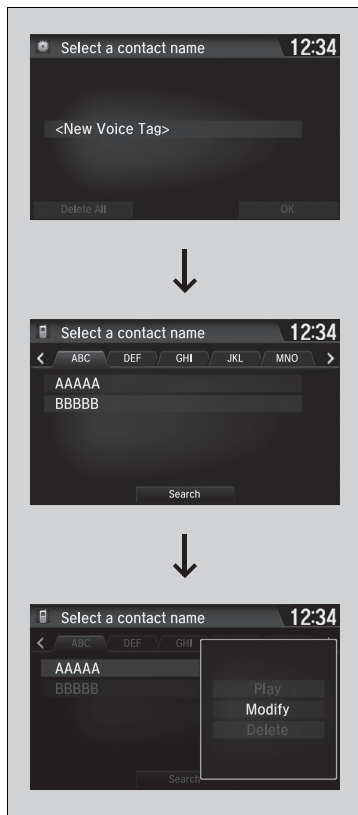 Select a contact name 12:34
<New Voice Tag>
Delete All OK
Select a contact name 12:34
ABC DEF GHI JKL MNO
AAAAA
BBBBB
Search
Select a contact name 12:34
ABC DEF GHI
AAAAA
BBBBB
Play
Modify
Delete
Search